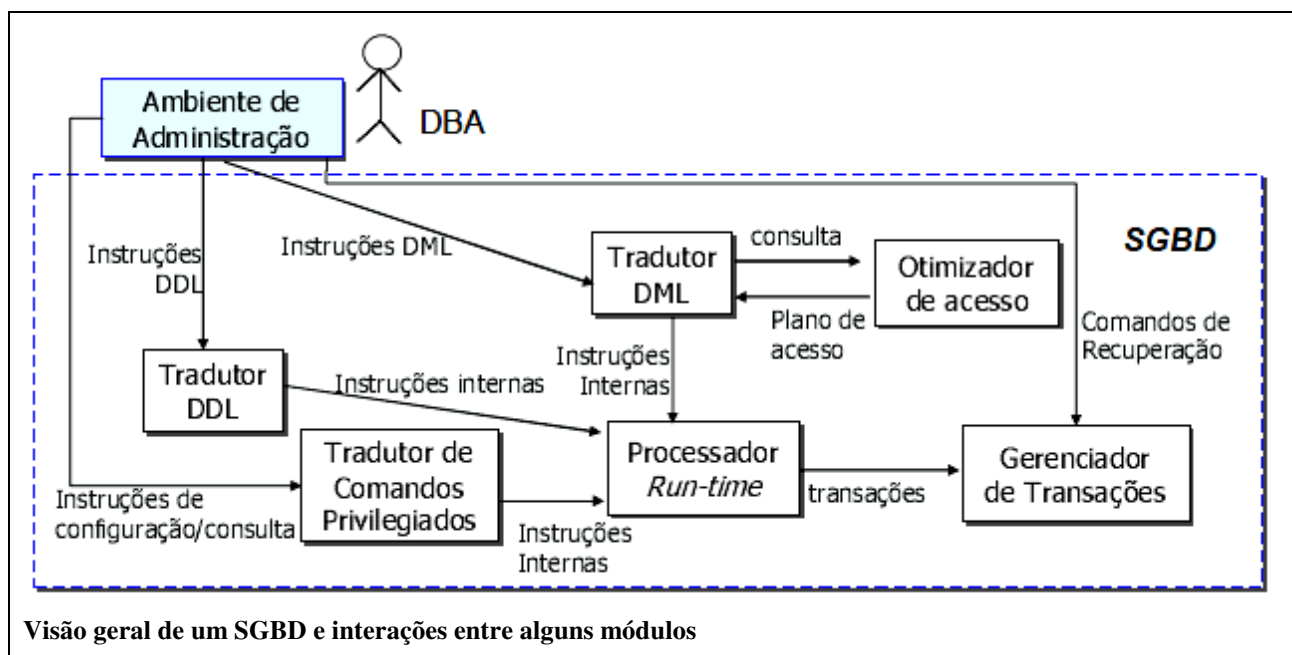 Ambiente de
Administração
DBA
SGBD
Instruções
DDL
Instruções DML
Tradutor
DML
consulta
Otimizador
de acesso
Plano de
acesso
Comandos de
Recuperação
Instruções
Internas
Tradutor
DDL
Instruções internas
Tradutor de
Comandos
Privilegiados
Processador
Run-time
transações
Gerenciador
de Transações
Instruções de
configuração/consulta
Instruções
Internas
Visão geral de um SGBD e interações entre alguns módulos